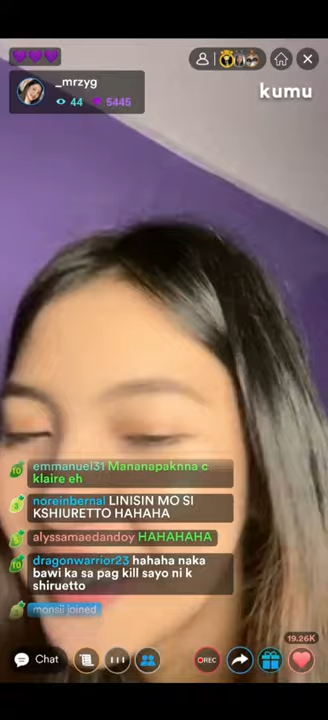 _mrzyg
44 5445
kumu
emmanuel31 Mananapaknna c
klaire eh
noreinbernal LINISIN MO SI
KSHIURETTO HAHAHA
alyssamaedandoy HAHAHAHA
dragonwarrior23 hahaha naka
bawi ka sa pag kill sayo ni k
shiruetto
monsii joined
19.26K
Chat
REC